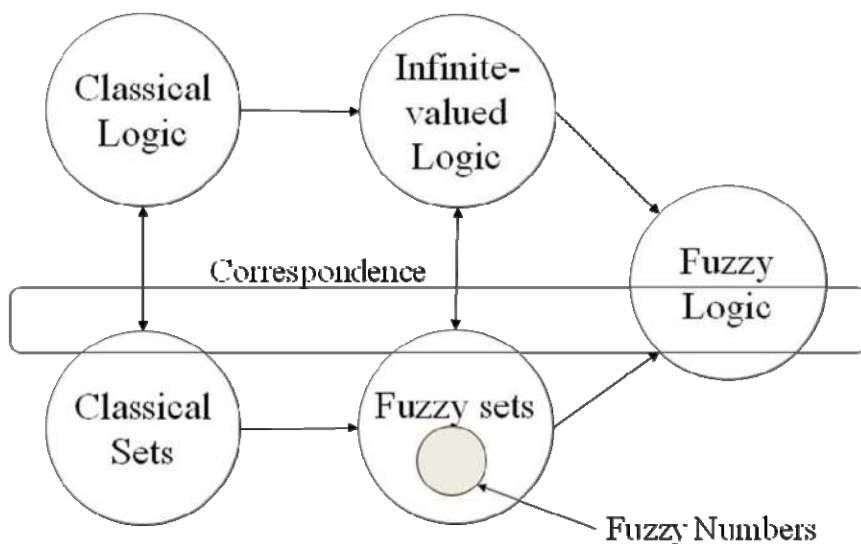 Classical
Logic
Infinite-
valued
Logic
Correspondence
Fuzzy
Logic
Classical
Sets
Fuzzy sets
Fuzzy Numbers